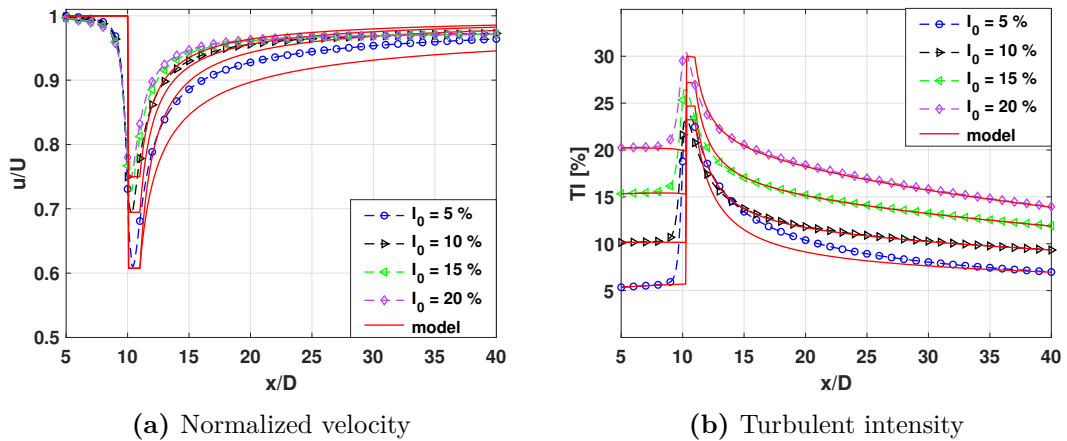 1
0.9
0.8
0.7
0.6
0.5
u/U
5 10 15 20 25 30 35 40
x/D
I0 = 5 %
I0 = 10 %
I0 = 15 %
I0 = 20 %
model
(a) Normalized velocity
30
25
20
15
10
5
TI [%]
5 10 15 20 25 30 35 40
x/D
I0 = 5 %
I0 = 10 %
I0 = 15 %
I0 = 20 %
model
(b) Turbulent intensity